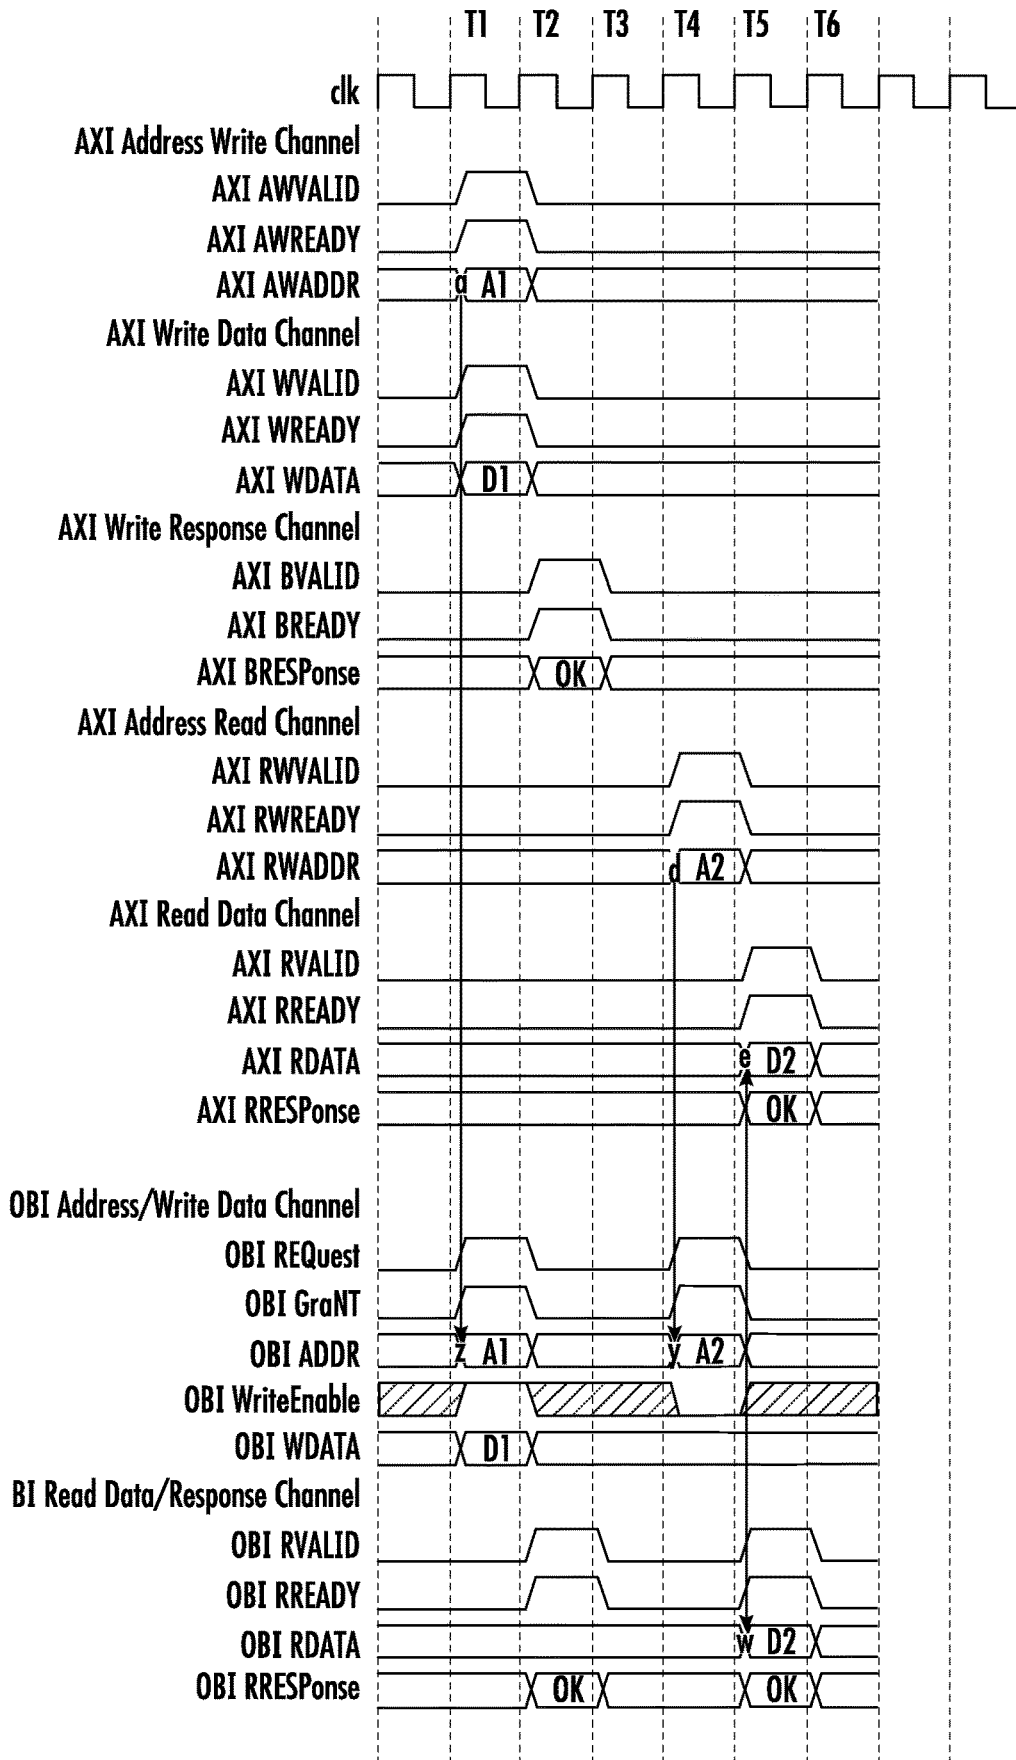 T1 T2 T3 T4 T5 T6
clk
AXI Address Write Channel
AXI AWVALID
AXI AWREADY
AXI AWADDR a A1
AXI Write Data Channel
AXI WVALID
AXI WREADY
AXI WDATA D1
AXI Write Response Channel
AXI BVALID
AXI BREADY
AXI BRESPonse OK
AXI Address Read Channel
AXI RWVALID
AXI RWREADY
AXI RWADDR d A2
AXI Read Data Channel
AXI RVALID
AXI RREADY
AXI RDATA e D2
AXI RRESPonse OK
OBI Address/Write Data Channel
OBI REQuest
OBI GraNT
OBI ADDR z A1 y A2
OBI WriteEnable
OBI WDATA D1
BI Read Data/Response Channel
OBI RVALID
OBI RREADY
OBI RDATA w D2
OBI RRESPonse OK OK